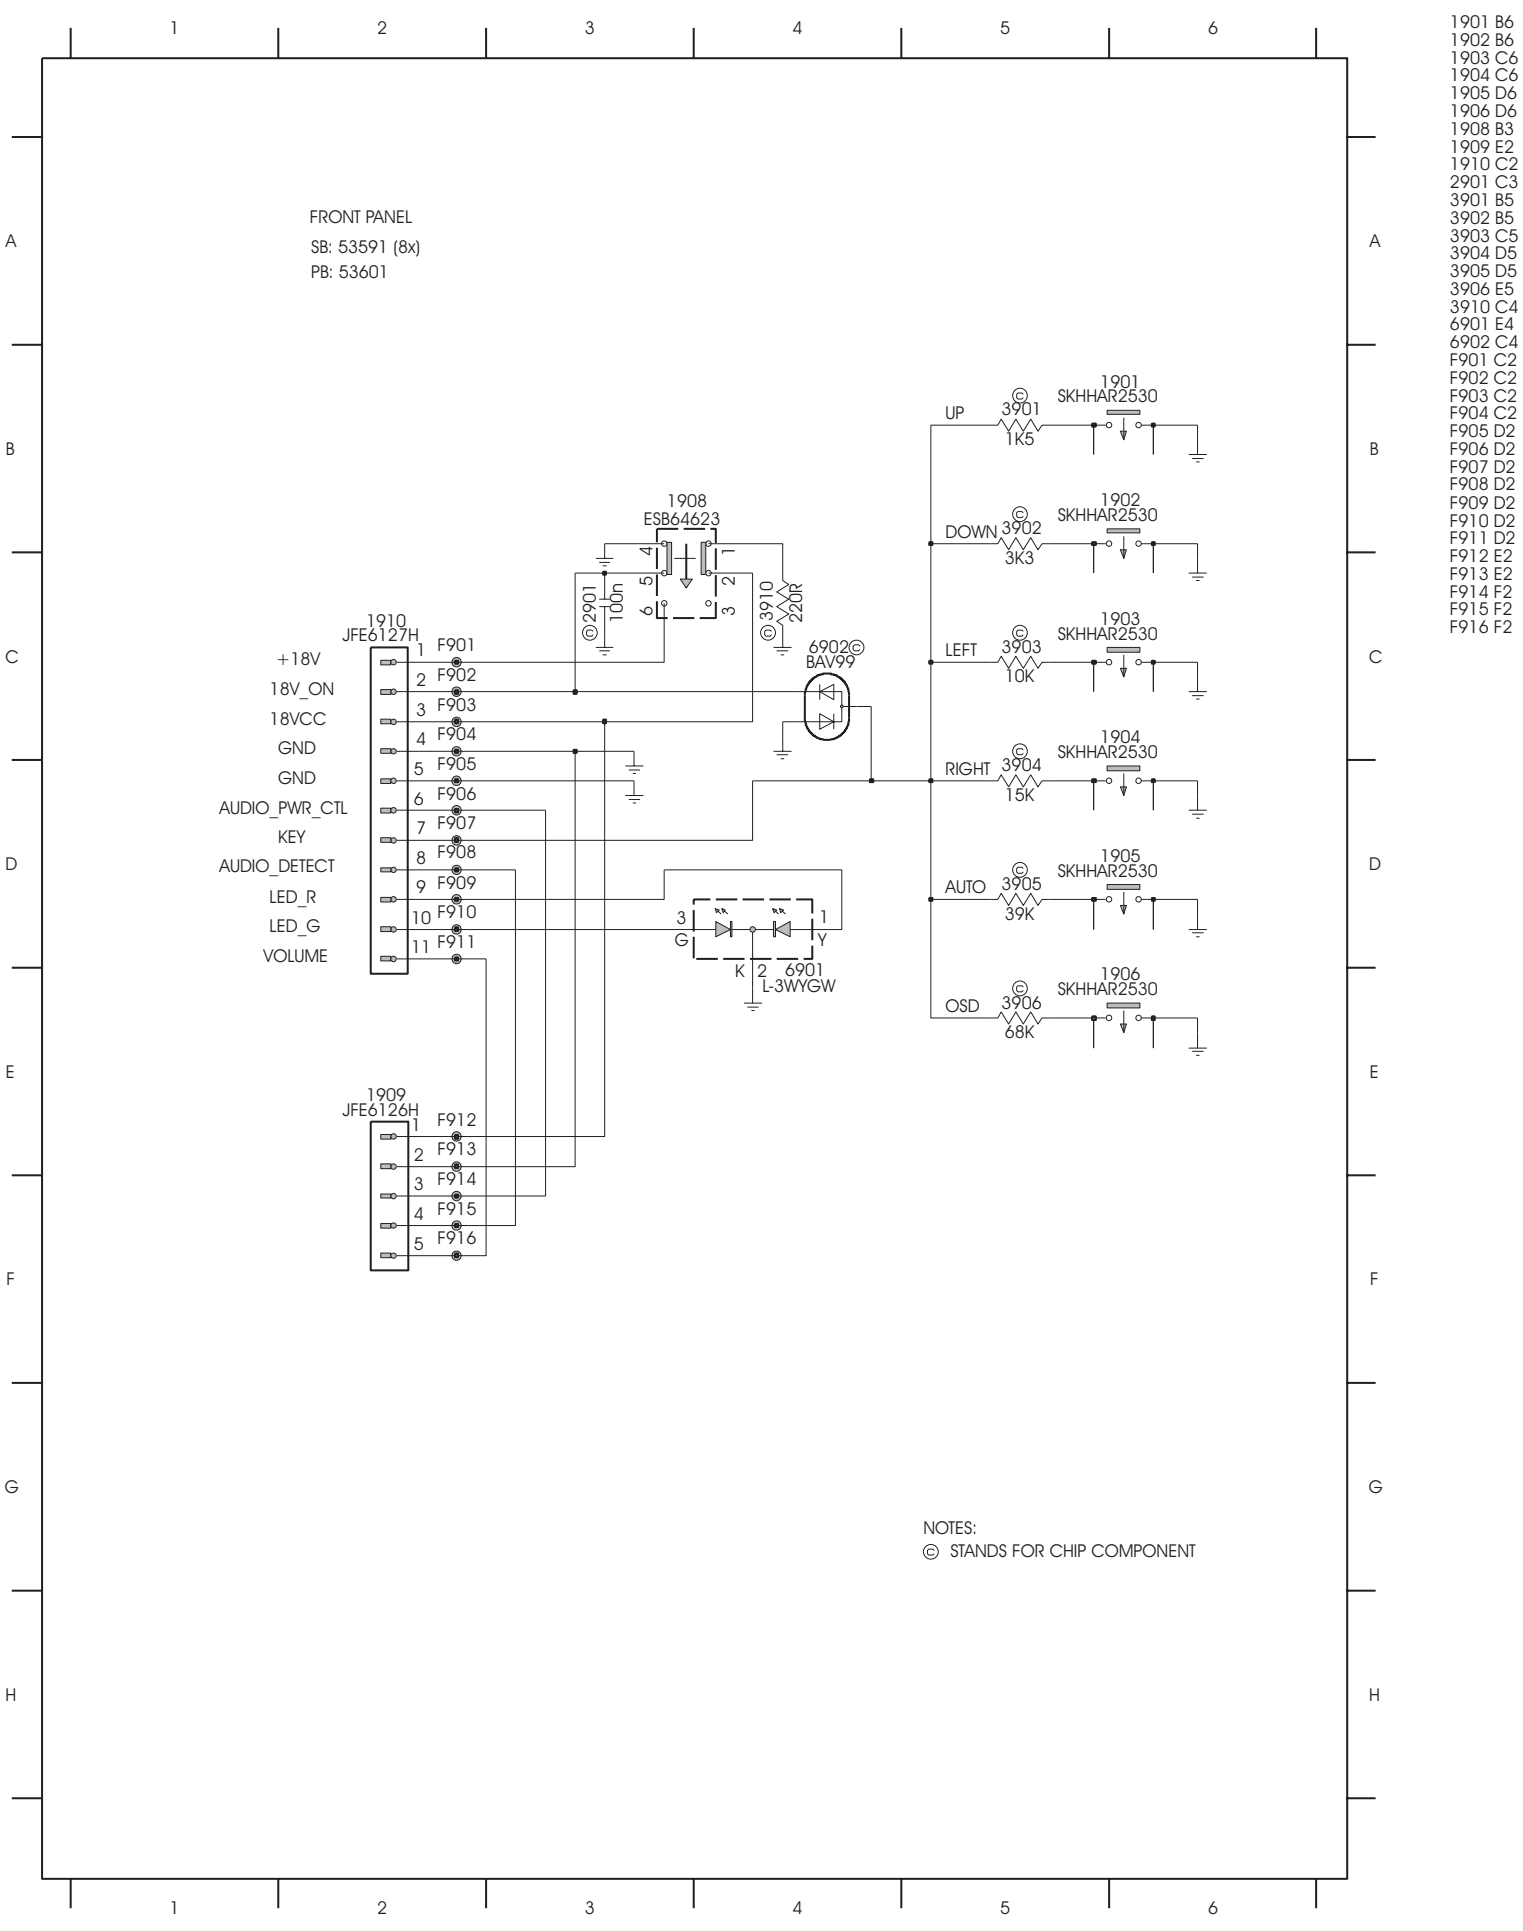 1 2 3 4 5 6
1901 B6
1902 B6
1903 C6
1904 C6
1905 D6
1906 D6
1908 B3
1909 E2
1910 C2
2901 C3
3901 B5
3902 B5
3903 C5
3904 D5
3905 D5
3906 E5
3910 C4
6901 E4
6902 C4
F901 C2
F902 C2
F903 C2
F904 C2
F905 D2
F906 D2
F907 D2
F908 D2
F909 D2
F910 D2
F911 D2
F912 E2
F913 E2
F914 F2
F915 F2
F916 F2
A
A
FRONT PANEL
SB: 53591 (8x)
PB: 53601
B
B
UP
©
3901
1K5
1901
SKHHAR2530
DOWN
©
3902
3K3
1902
SKHHAR2530
LEFT
©
3903
10K
1903
SKHHAR2530
RIGHT
©
3904
15K
1904
SKHHAR2530
AUTO
©
3905
39K
1905
SKHHAR2530
OSD
©
3906
68K
1906
SKHHAR2530
1908
ESB64623
4
5
6
1
2
3
© 2901
100n
© 3910
220R
6902 ©
BAV99
C
C
1910
JFE6127H
+18V 1 F901
18V_ON 2 F902
18VCC 3 F903
GND 4 F904
GND 5 F905
AUDIO_PWR_CTL 6 F906
KEY 7 F907
AUDIO_DETECT 8 F908
LED_R 9 F909
LED_G 10 F910
VOLUME 11 F911
D
D
3
G
1
Y
K 2 6901
L-3WYGW
E
E
1909
JFE6126H
1 F912
2 F913
3 F914
4 F915
5 F916
F
F
G
G
NOTES:
© STANDS FOR CHIP COMPONENT
H
H
1 2 3 4 5 6